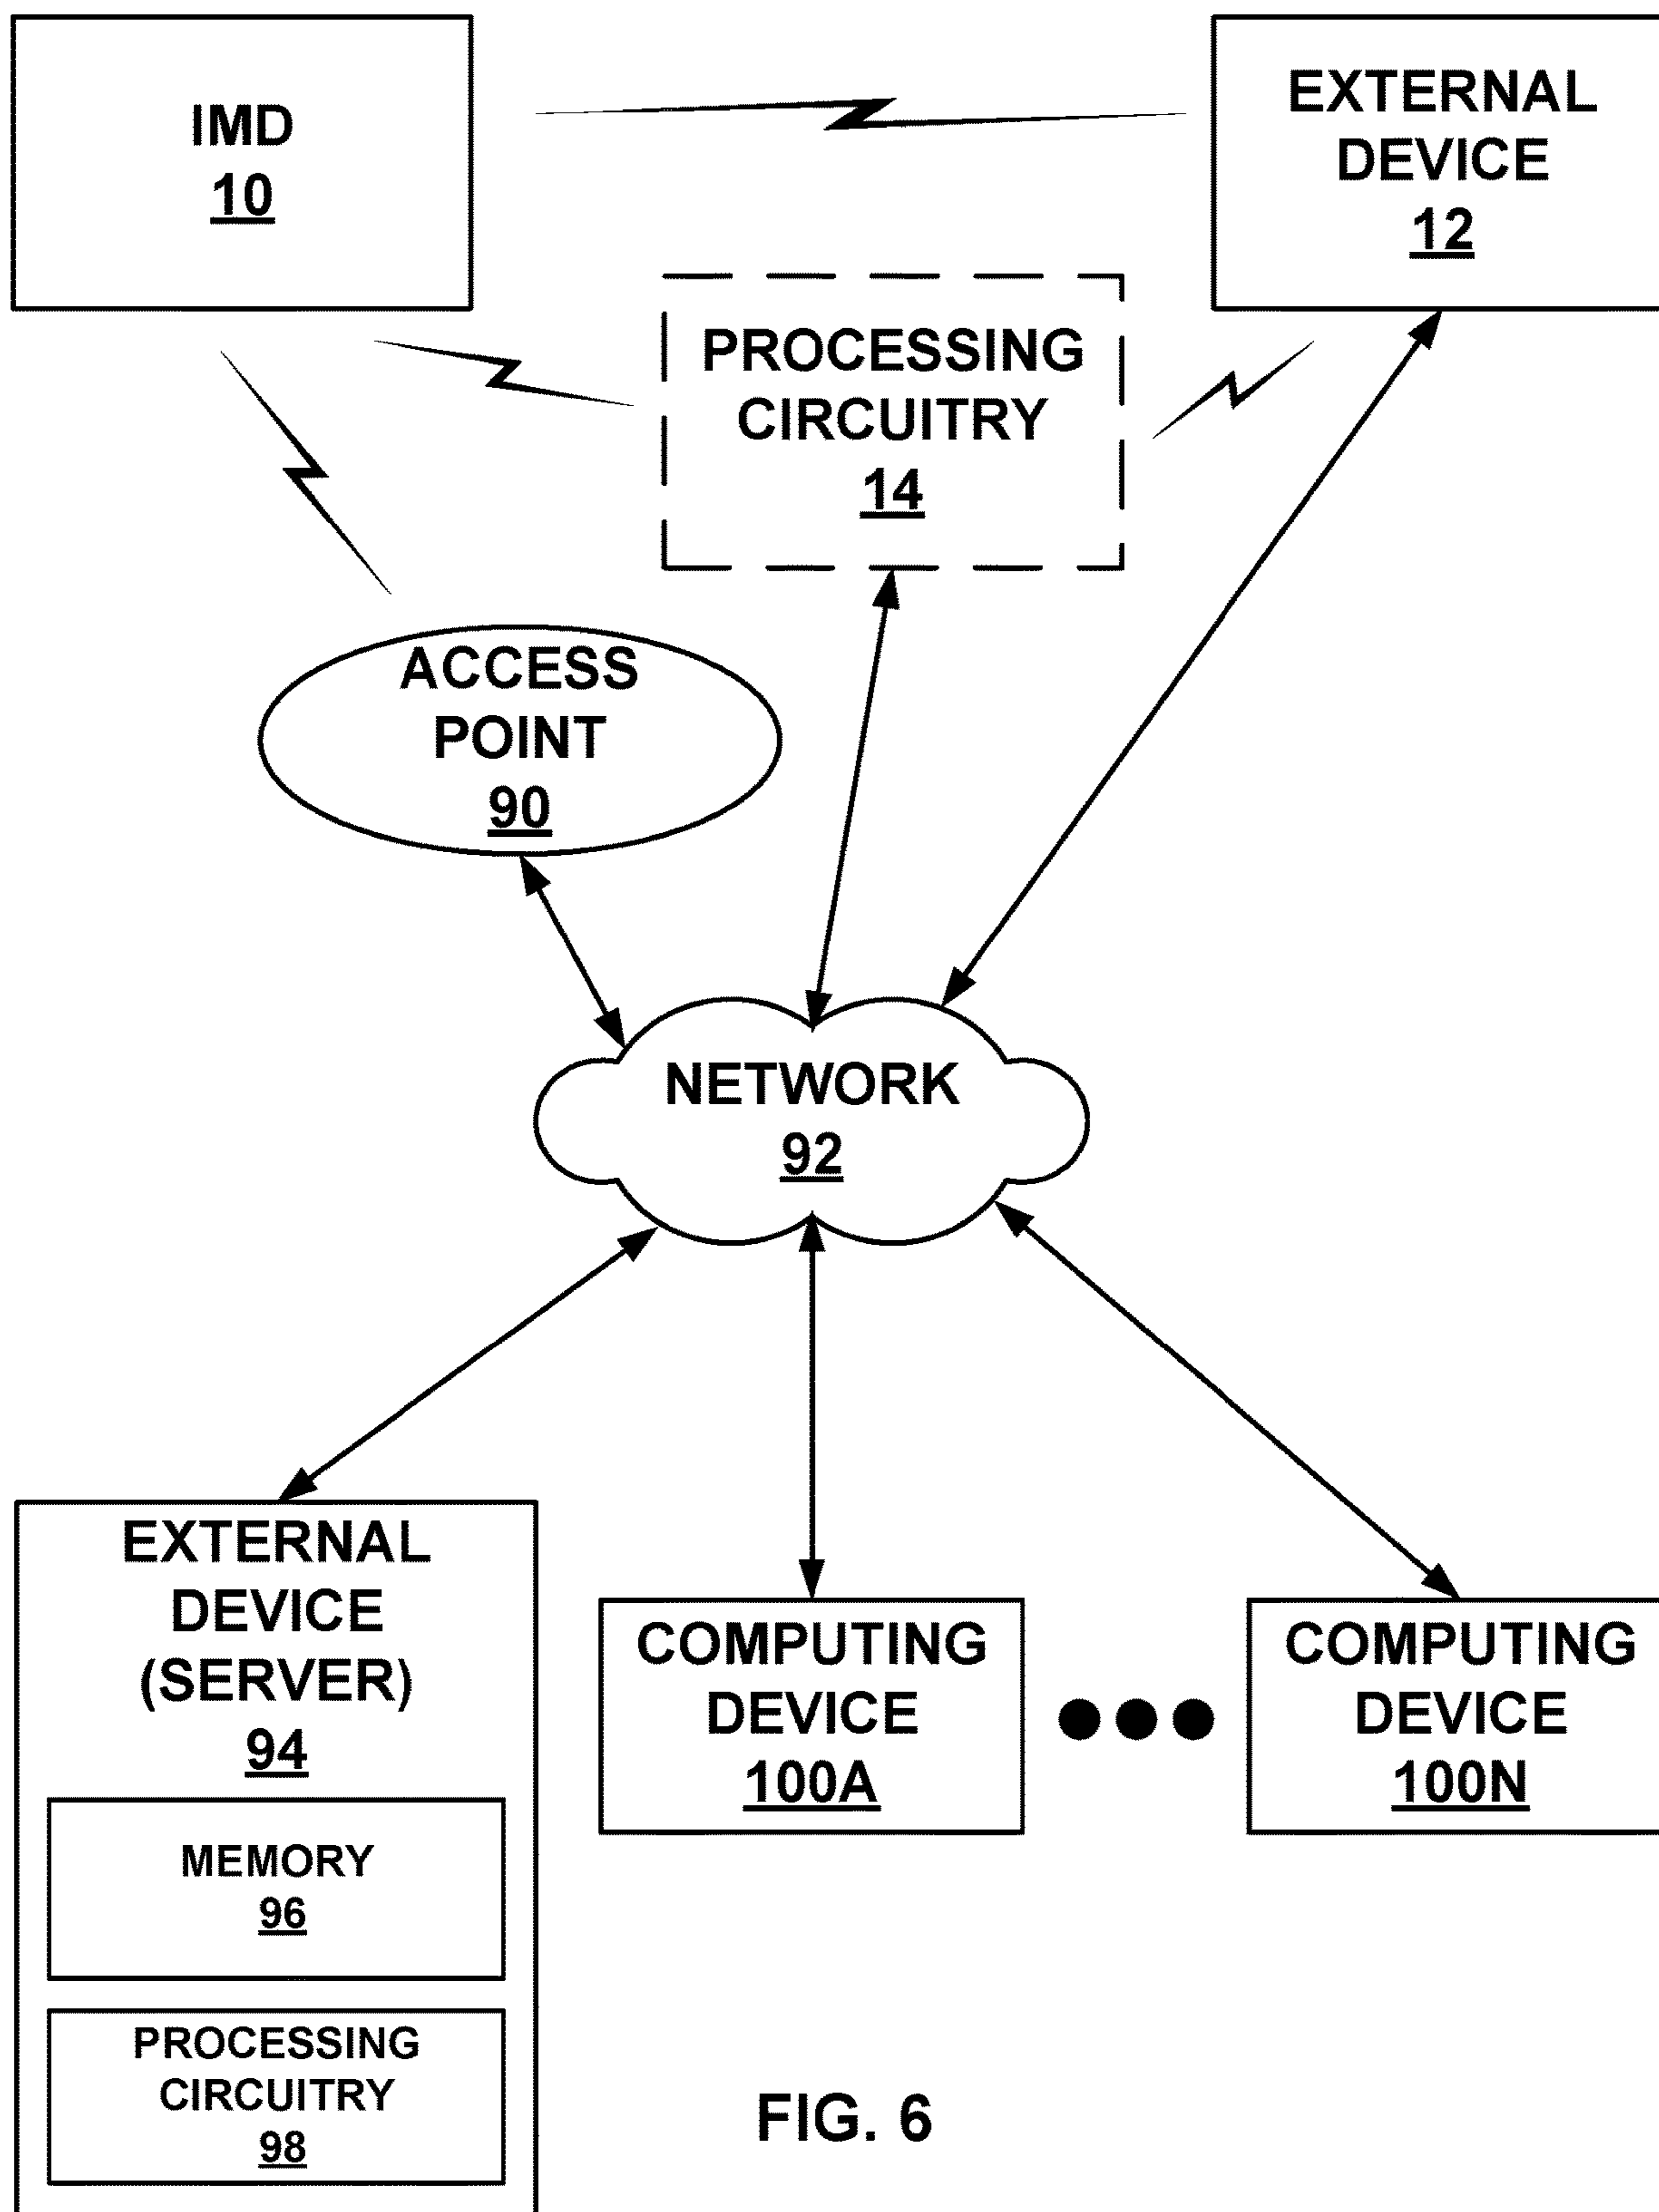 IMD
10
EXTERNAL
DEVICE
12
PROCESSING
CIRCUITRY
14
ACCESS
POINT
90
NETWORK
92
EXTERNAL
DEVICE
(SERVER)
94
MEMORY
96
PROCESSING
CIRCUITRY
98
COMPUTING
DEVICE
100A
COMPUTING
DEVICE
100N
FIG. 6